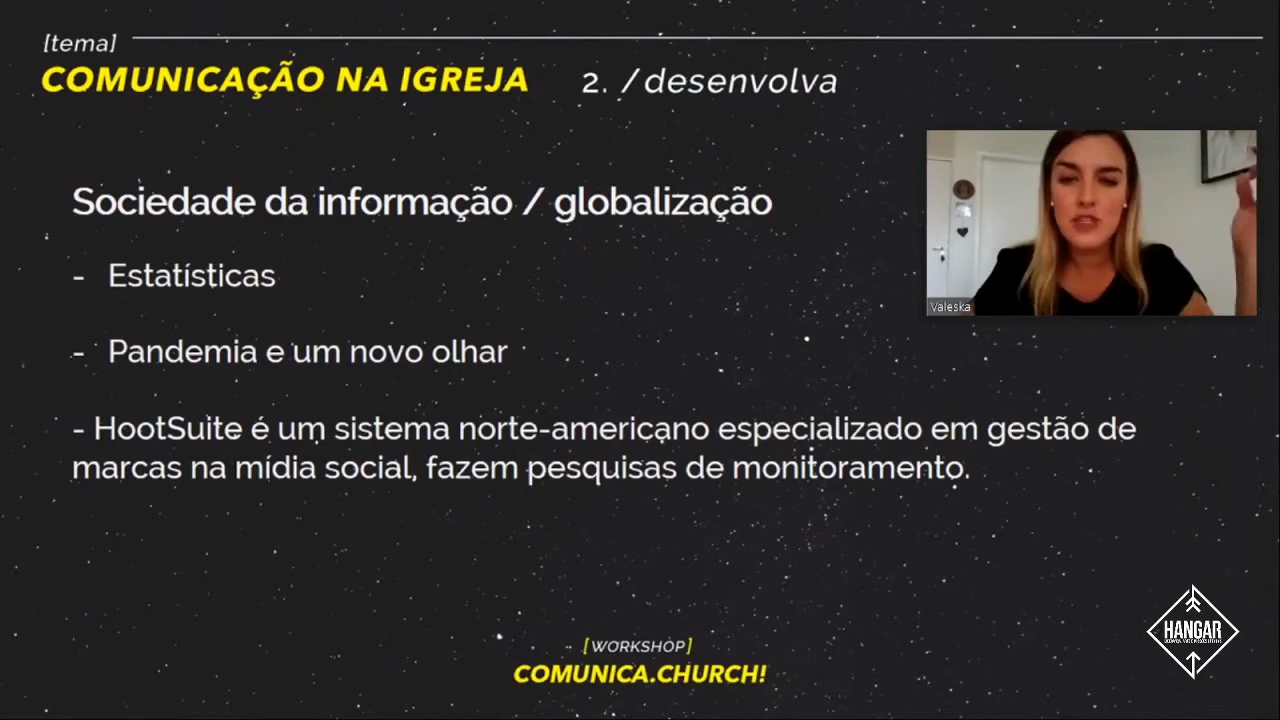 [tema]
COMUNICAÇÃO NA IGREJA 2. /desenvolva
Sociedade da informação / globalização
- Estatísticas
- Pandemia e um novo olhar
- HootSuite é um sistema norte-americano especializado em gestão de
marcas na mídia social, fazem pesquisas de monitoramento.
Valeska
[WORKSHOP]
COMUNICA.CHURCH!
HANGAR